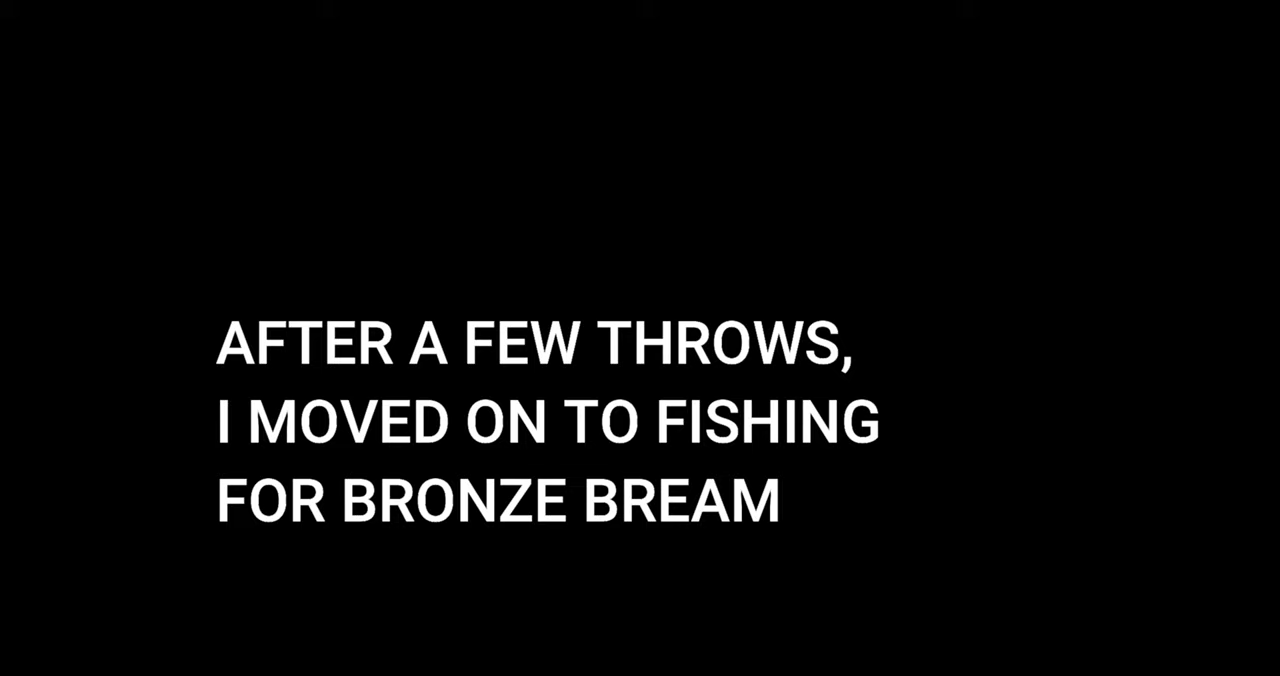 AFTER A FEW THROWS,
I MOVED ON TO FISHING
FOR BRONZE BREAM